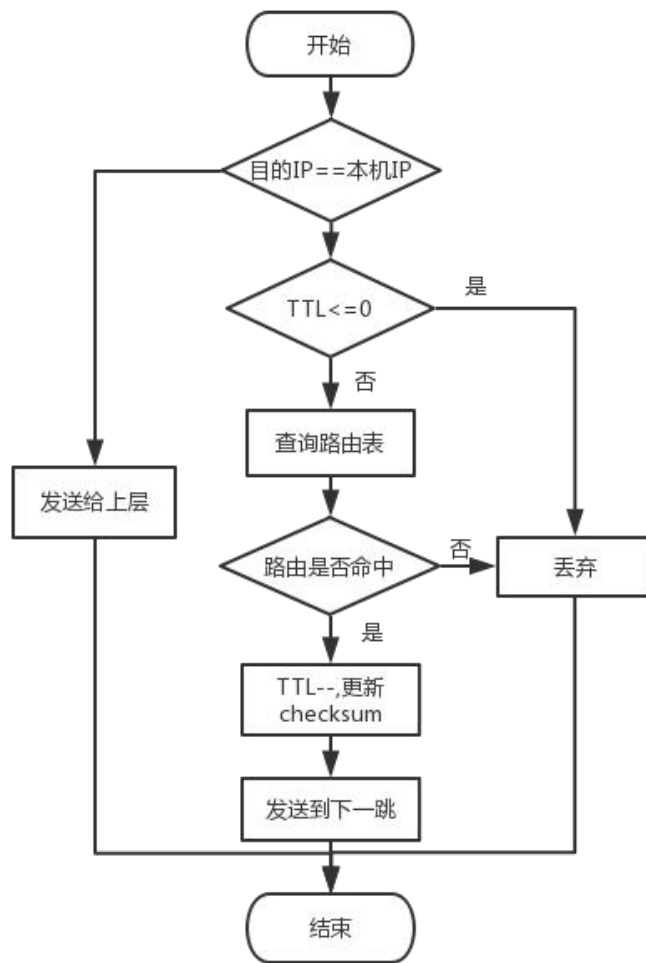 开始
目的IP==本机IP
TTL<=0
是
否
查询路由表
发送给上层
路由是否命中
否
丢弃
是
TTL--,更新
checksum
发送到下一跳
结束